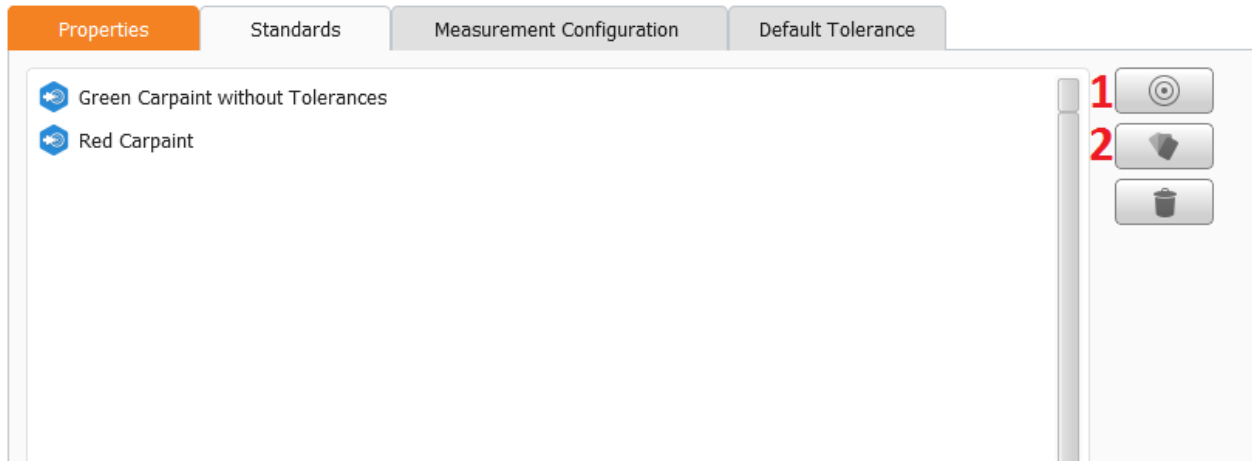 Properties Standards Measurement Configuration Default Tolerance
Green Carpaint without Tolerances 1
Red Carpaint 2